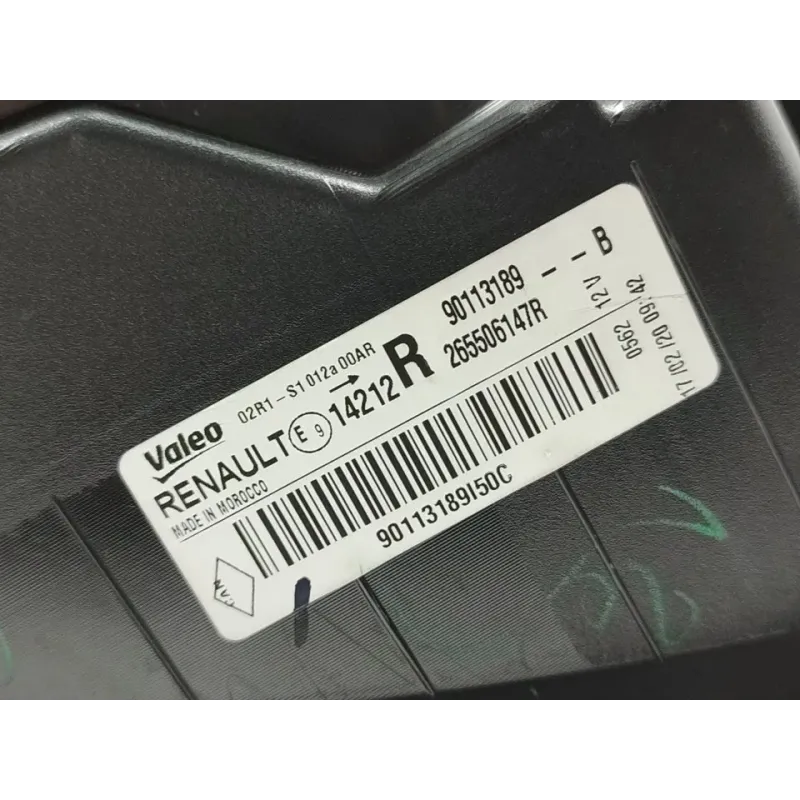 Valeo 02R1-S1 012a 00AR 90113189 -- B
RENAULT E 9 14212 R 265506147R 0562 12 V
MADE IN MOROCCO 17/02/20 09:42
90113189I50C